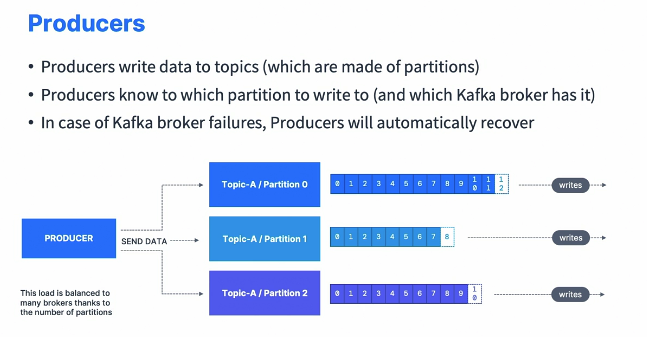 Producers
• Producers write data to topics (which are made of partitions)
• Producers know to which partition to write to (and which Kafka broker has it)
• In case of Kafka broker failures, Producers will automatically recover
Topic-A / Partition 0
0 1 2 3 4 5 6 7 8 9 10 11 12
writes
PRODUCER
SEND DATA
Topic-A / Partition 1
0 1 2 3 4 5 6 7 8
writes
This load is balanced to
many brokers thanks to
the number of partitions
Topic-A / Partition 2
0 1 2 3 4 5 6 7 8 9 10
writes